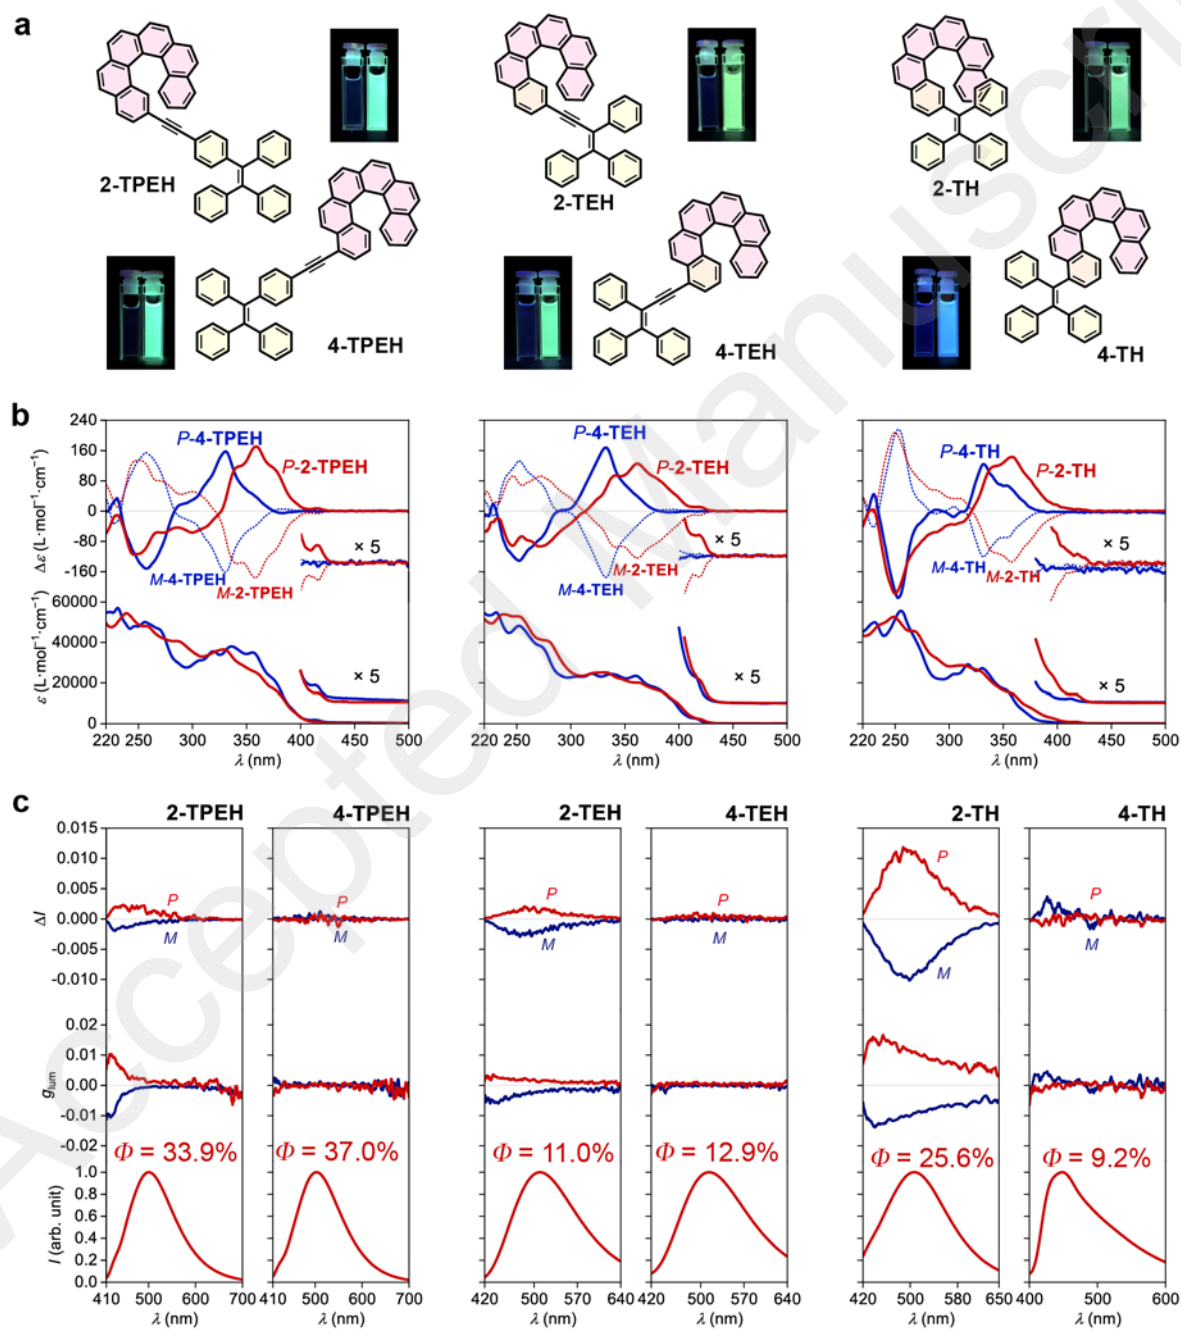 a
2-TPEH
4-TPEH
2-TEH
4-TEH
2-TH
4-TH
b
240
160
80
0
-80
-160
Δε (L·mol⁻¹·cm⁻¹)
P-4-TPEH
P-2-TPEH
× 5
M-4-TPEH
M-2-TPEH
P-4-TEH
P-2-TEH
× 5
M-2-TEH
M-4-TEH
P-4-TH
P-2-TH
× 5
M-4-TH
M-2-TH
60000
40000
20000
0
ε (L·mol⁻¹·cm⁻¹)
× 5
× 5
× 5
220 250 300 350 400 450 500
λ (nm)
220 250 300 350 400 450 500
λ (nm)
220 250 300 350 400 450 500
λ (nm)
c
2-TPEH 4-TPEH 2-TEH 4-TEH 2-TH 4-TH
0.015
0.010
0.005
0.000
-0.005
-0.010
ΔI
P
M
P
M
P
M
P
M
P
M
P
M
0.02
0.01
0.00
-0.01
-0.02
glum
Φ = 33.9% Φ = 37.0% Φ = 11.0% Φ = 12.9% Φ = 25.6% Φ = 9.2%
1.0
0.8
0.6
0.4
0.2
0.0
I (arb. unit)
410 500 600 700
λ (nm)
410 500 600 700
λ (nm)
420 500 570 640
λ (nm)
420 500 570 640
λ (nm)
420 500 580 650
λ (nm)
400 500 600
λ (nm)
Accepted Manuscri